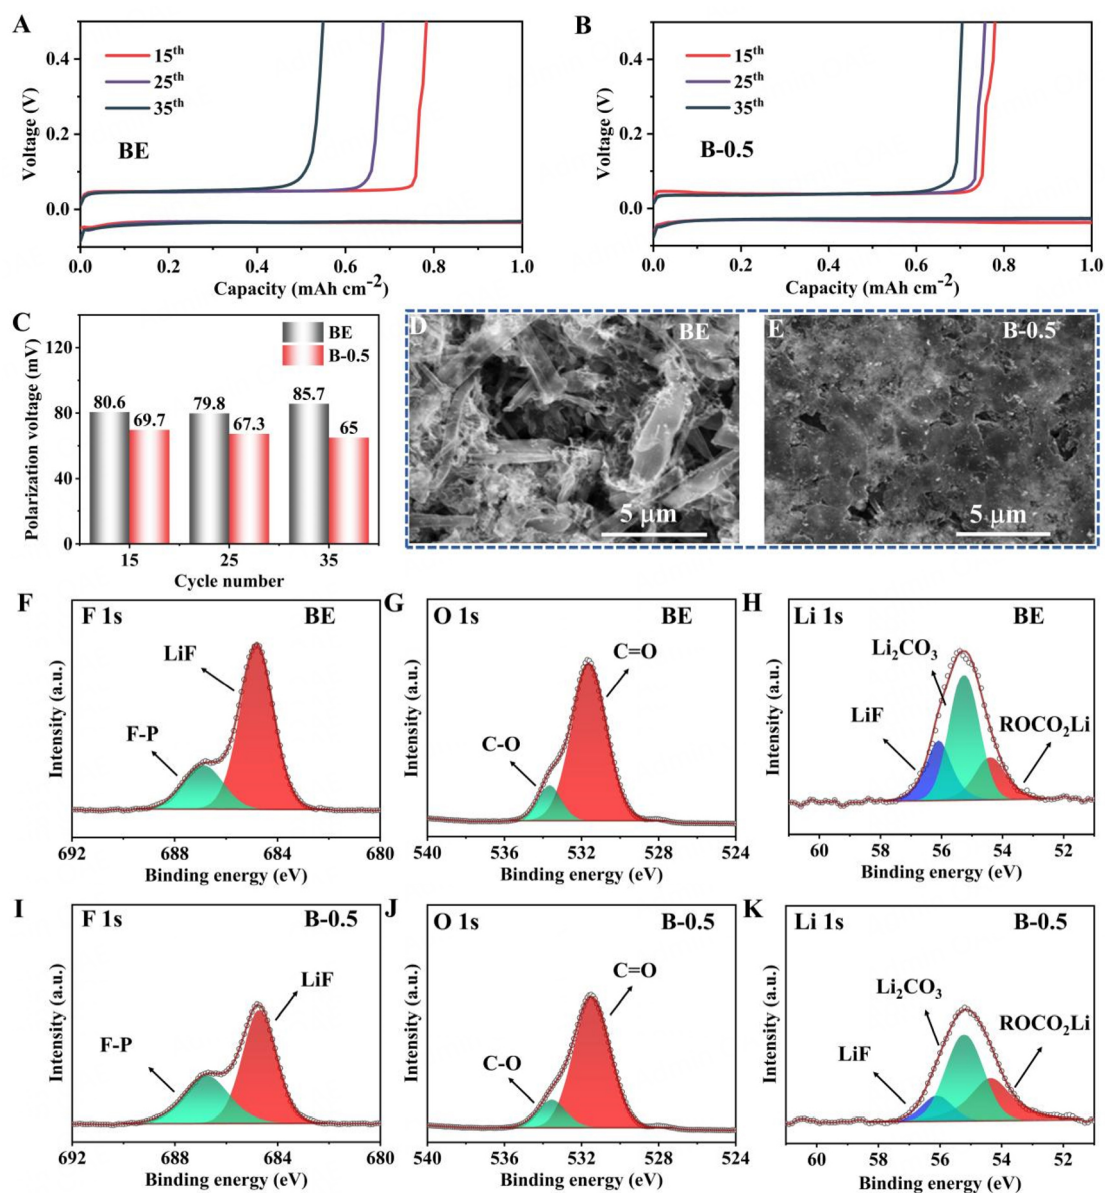 A
15ᵗʰ
25ᵗʰ
35ᵗʰ
BE
Voltage (V)
0.4
0.2
0.0
0.0 0.2 0.4 0.6 0.8 1.0
Capacity (mAh cm⁻²)
B
15ᵗʰ
25ᵗʰ
35ᵗʰ
B-0.5
Voltage (V)
0.4
0.2
0.0
0.0 0.2 0.4 0.6 0.8 1.0
Capacity (mAh cm⁻²)
C
BE
B-0.5
Polarization voltage (mV)
120
80
40
0
80.6 69.7 79.8 67.3 85.7 65
15 25 35
Cycle number
D
BE
5 μm
E
B-0.5
5 μm
F
F 1s BE
LiF
F-P
Intensity (a.u.)
692 688 684 680
Binding energy (eV)
G
O 1s BE
C=O
C-O
Intensity (a.u.)
540 536 532 528 524
Binding energy (eV)
H
Li 1s BE
Li₂CO₃
LiF
ROCO₂Li
Intensity (a.u.)
60 58 56 54 52
Binding energy (eV)
I
F 1s B-0.5
LiF
F-P
Intensity (a.u.)
692 688 684 680
Binding energy (eV)
J
O 1s B-0.5
C=O
C-O
Intensity (a.u.)
540 536 532 528 524
Binding energy (eV)
K
Li 1s B-0.5
Li₂CO₃
ROCO₂Li
LiF
Intensity (a.u.)
60 58 56 54 52
Binding energy (eV)